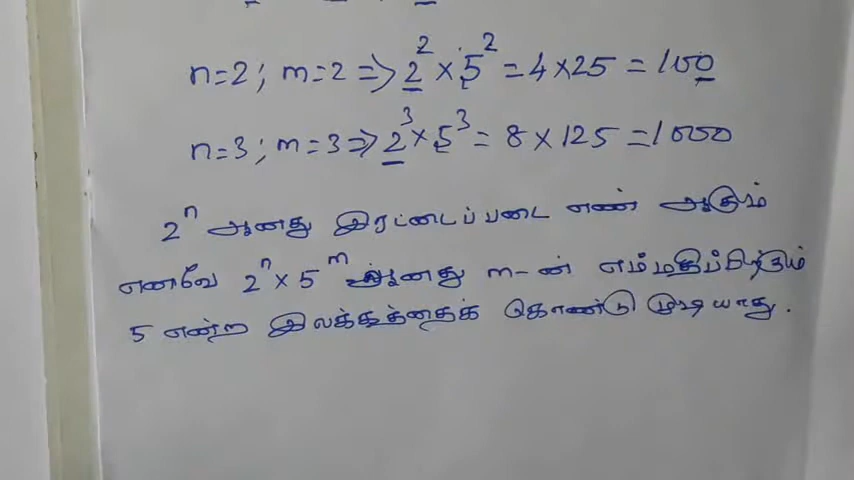 n=2; m=2 => 2² × 5² = 4 × 25 = 100
n=3; m=3 => 2³ × 5³ = 8 × 125 = 1000
2ⁿ ஆனது இரட்டைப்படை எண் ஆகும்
எனவே 2ⁿ × 5ᵐ ஆனது m-ன் எம்மதிப்பிற்கும்
5 என்ற இலக்கத்தைக் கொண்டு முடியாது.